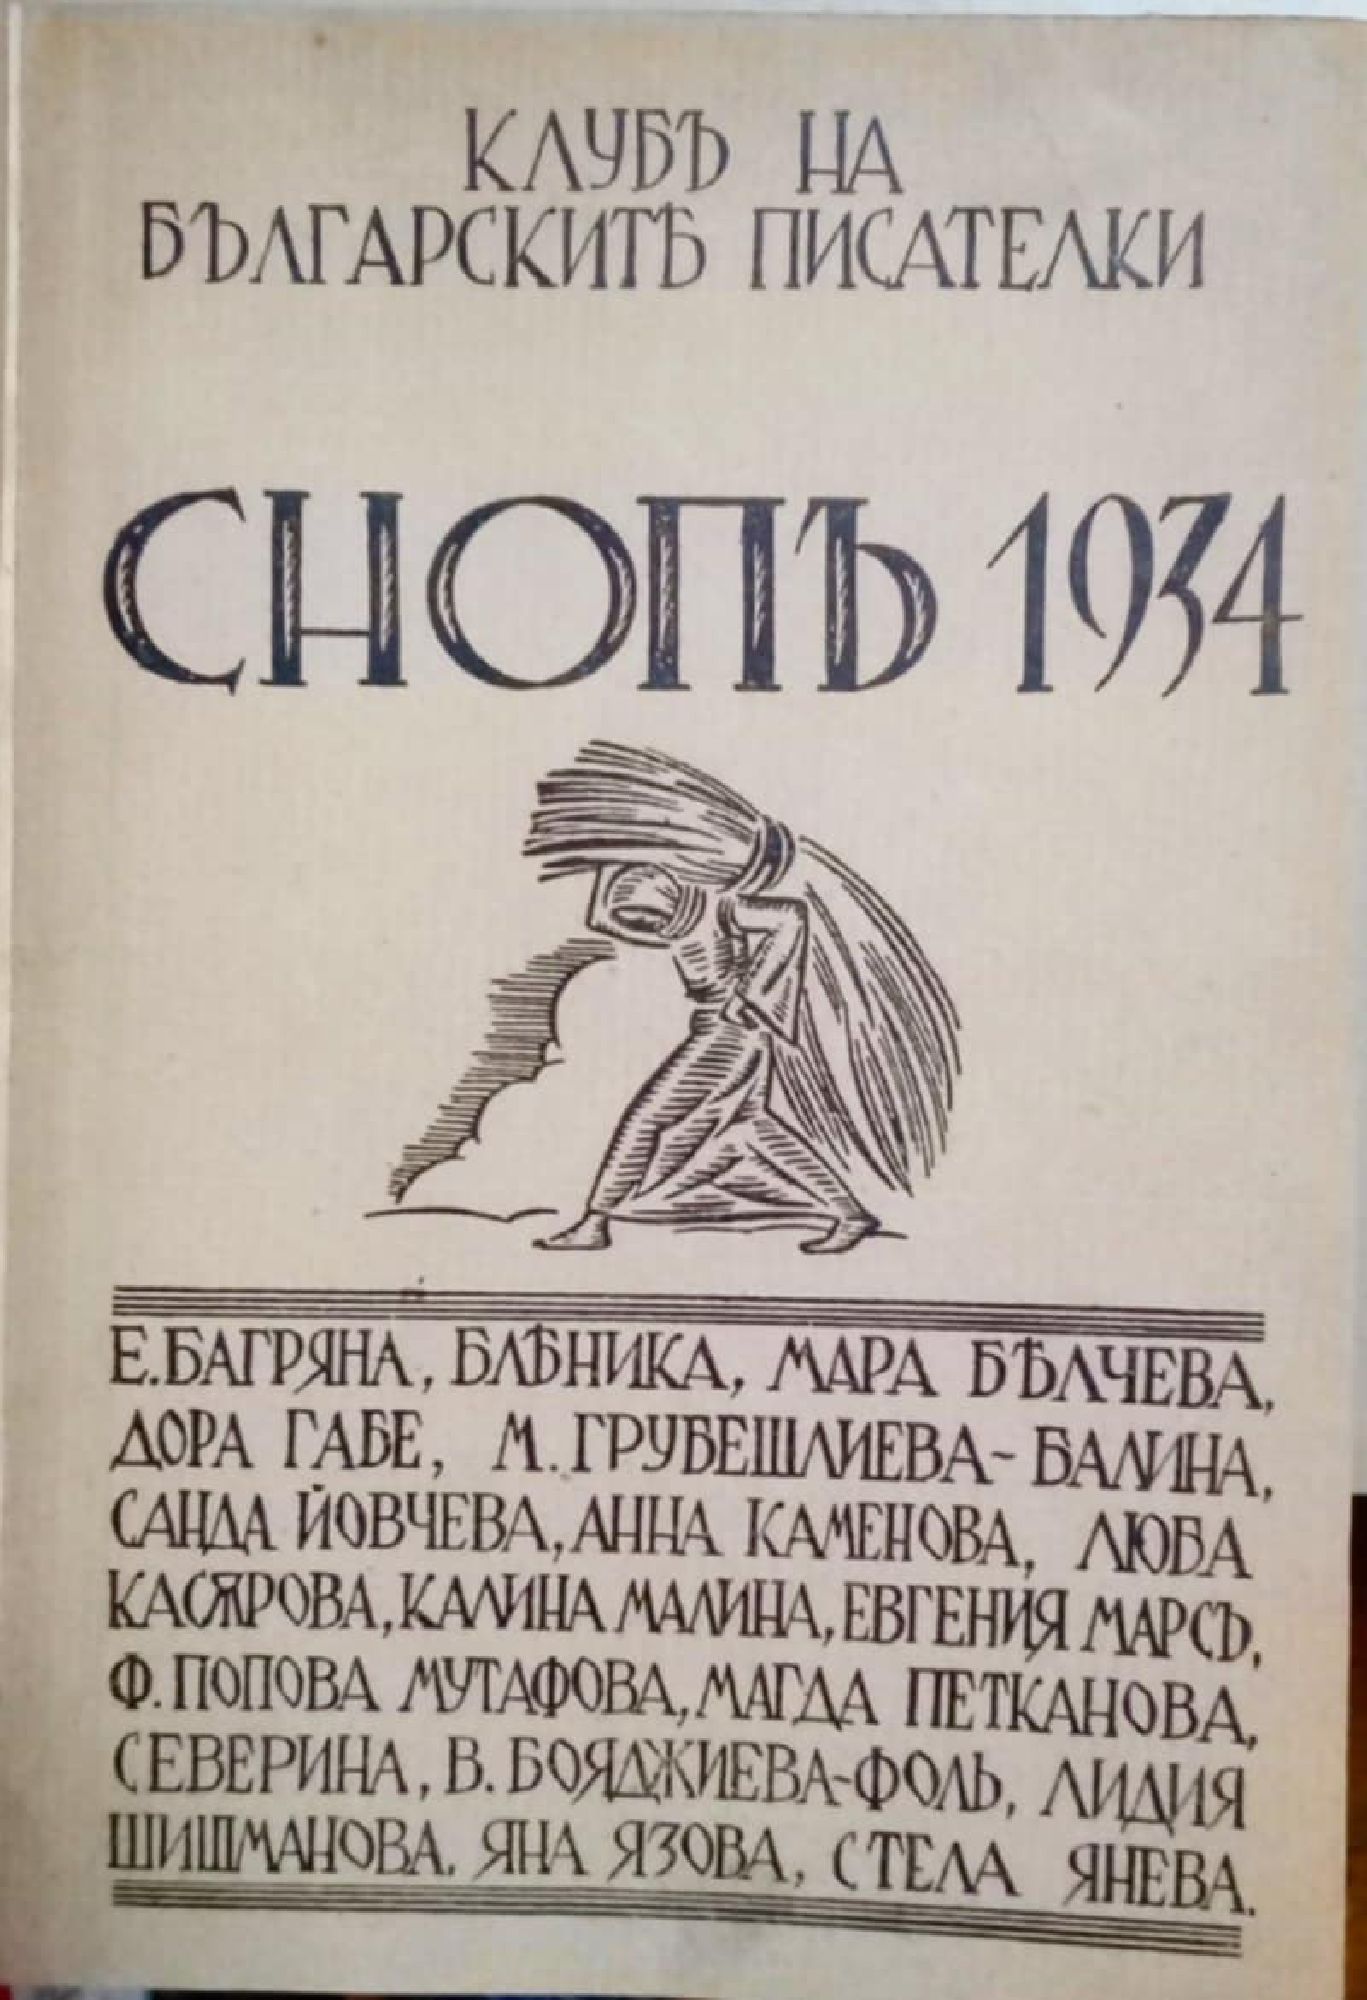 КЛУБЪ НА
БЪЛГАРСКИТѢ ПИСАТЕЛКИ
СНОПЪ 1934
Е. БАГРЯНА, БЛѢНИКА, МАРА БѢЛЧЕВА,
ДОРА ГАБЕ, М. ГРУБЕШЛИЕВА-БАЛИНА,
САНДА ЙОВЧЕВА, АННА КАМЕНОВА, ЛЮБА
КАСЯРОВА, КАЛИНА МАЛИНА, ЕВГЕНИЯ МАРСЪ,
Ф. ПОПОВА МУТАФОВА, МАГДА ПЕТКАНОВА,
СЕВЕРИНА, В. БОЯДЖИЕВА-ФОЛЬ, ЛИДИЯ
ШИШМАНОВА. ЯНА ЯЗОВА, СТЕЛА ЯНЕВА.